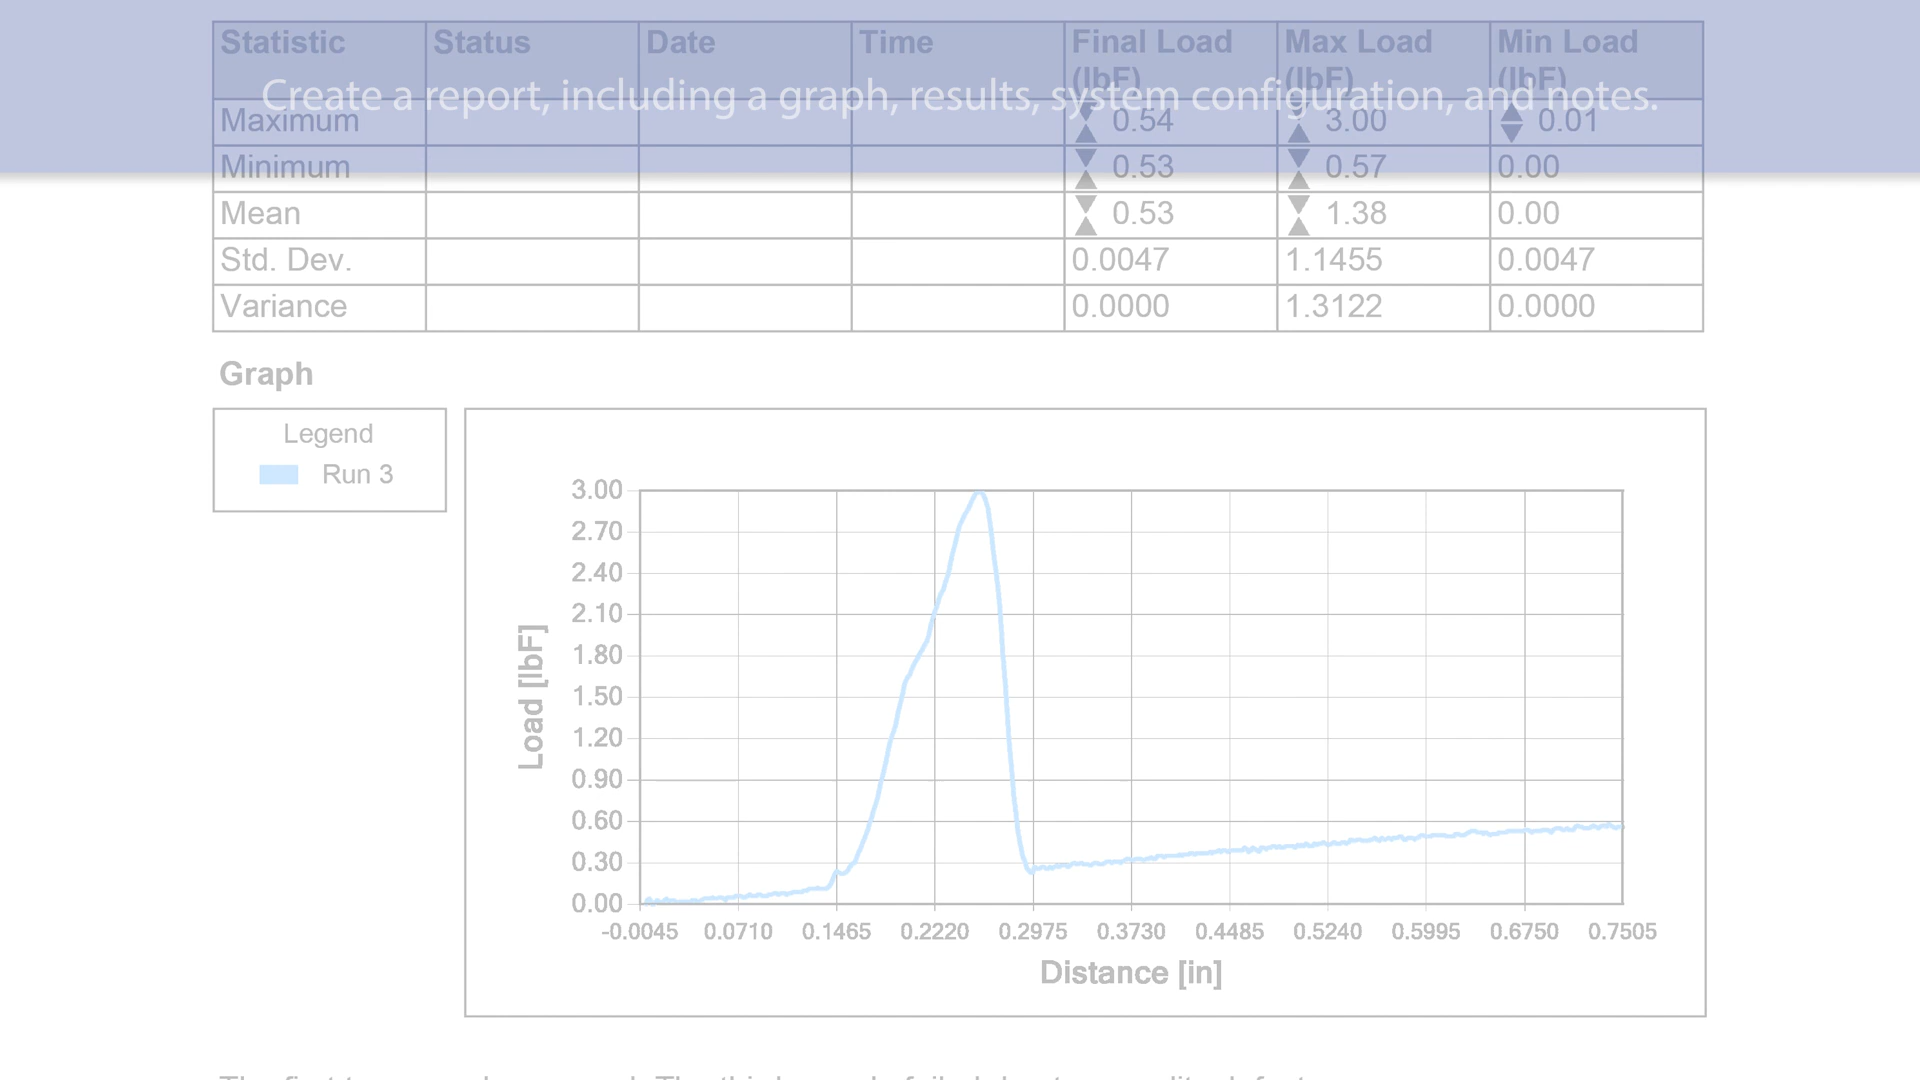 Statistic Status Date Time Final Load (lbF) Max Load (lbF) Min Load (lbF)
Create a report, including a graph, results, system configuration, and notes.
Maximum 0.54 3.00 0.01
Minimum 0.53 0.57 0.00
Mean 0.53 1.38 0.00
Std. Dev. 0.0047 1.1455 0.0047
Variance 0.0000 1.3122 0.0000
Graph
Legend
Run 3
3.00
2.70
2.40
2.10
1.80
1.50
1.20
0.90
0.60
0.30
0.00
Load [lbF]
-0.0045 0.0710 0.1465 0.2220 0.2975 0.3730 0.4485 0.5240 0.5995 0.6750 0.7505
Distance [in]